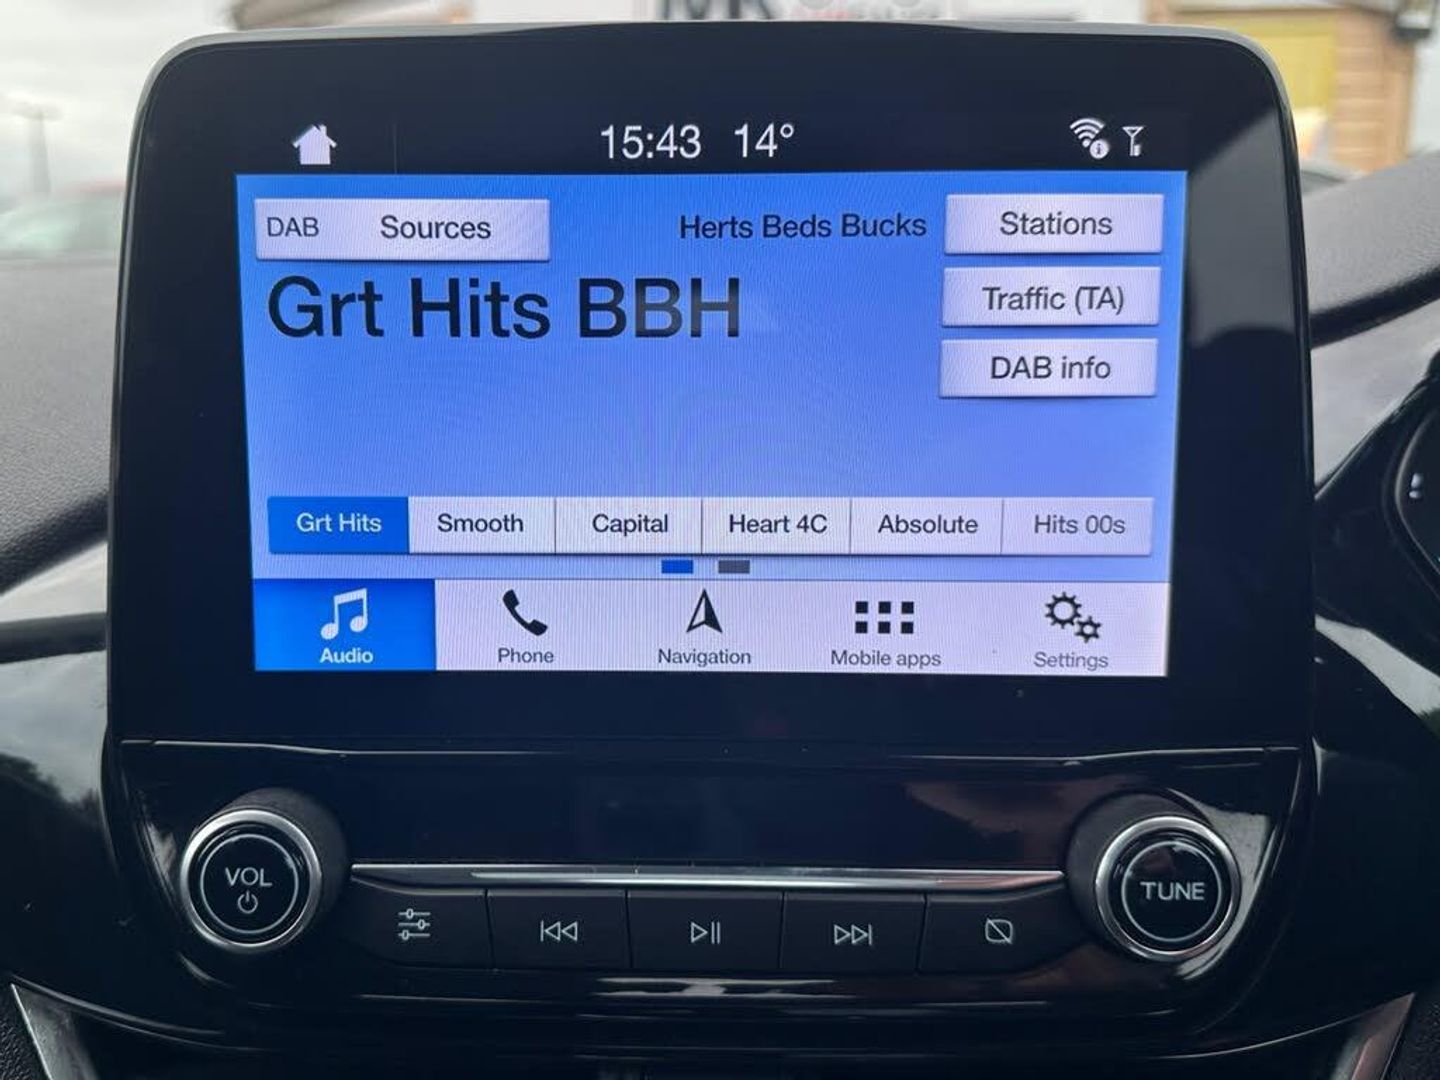 15:43 14°
DAB Sources
Herts Beds Bucks
Stations
Grt Hits BBH
Traffic (TA)
DAB info
Grt Hits Smooth Capital Heart 4C Absolute Hits 00s
Audio Phone Navigation Mobile apps Settings
VOL
TUNE